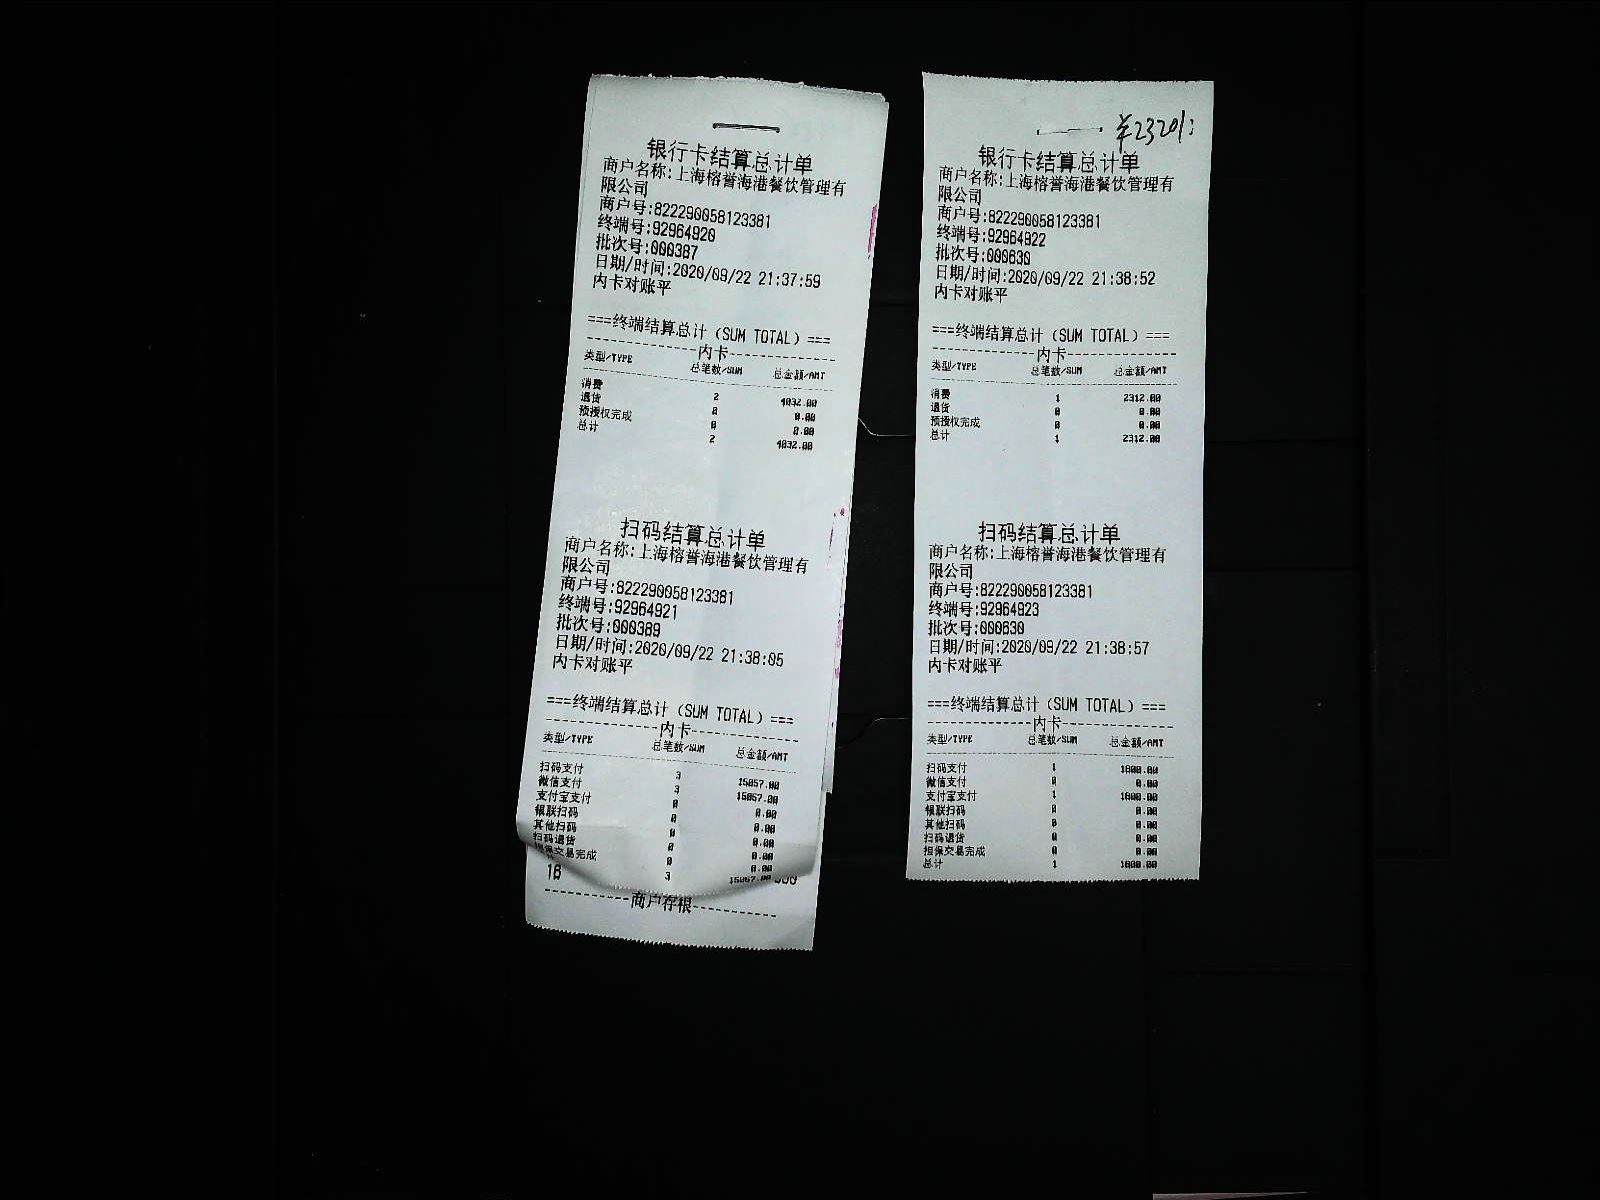 银行卡结算总计单
商户名称:上海榕誉海港餐饮管理有
限公司
商户号:822290058123381
终端号:92964920
批次号:000387
日期/时间:2020/09/22 21:37:59
内卡对账平
===终端结算总计(SUM TOTAL)===
内卡
类型/TYPE 总笔数/SUM 总金额/AMT
消费 2 4032.00
退货 0 0.00
预授权完成 0 0.00
总计 2 4032.00
扫码结算总计单
商户名称:上海榕誉海港餐饮管理有
限公司
商户号:822290058123381
终端号:92964921
批次号:000389
日期/时间:2020/09/22 21:38:05
内卡对账平
===终端结算总计(SUM TOTAL)===
内卡
类型/TYPE 总笔数/SUM 总金额/AMT
扫码支付 3 15057.00
微信支付 3 15057.00
支付宝支付 0 0.00
银联扫码 0 0.00
其他扫码 0 0.00
扫码退货 0 0.00
担保交易完成 0 0.00
3 15057.00
商户存根
¥2320
银行卡结算总计单
商户名称:上海榕誉海港餐饮管理有
限公司
商户号:822290058123381
终端号:92964922
批次号:000630
日期/时间:2020/09/22 21:38:52
内卡对账平
===终端结算总计(SUM TOTAL)===
内卡
类型/TYPE 总笔数/SUM 总金额/AMT
消费 1 2312.00
退货 0 0.00
预授权完成 0 0.00
总计 1 2312.00
扫码结算总计单
商户名称:上海榕誉海港餐饮管理有
限公司
商户号:822290058123381
终端号:92964923
批次号:000630
日期/时间:2020/09/22 21:38:57
内卡对账平
===终端结算总计(SUM TOTAL)===
内卡
类型/TYPE 总笔数/SUM 总金额/AMT
扫码支付 1 1600.00
微信支付 0 0.00
支付宝支付 1 1600.00
银联扫码 0 0.00
其他扫码 0 0.00
扫码退货 0 0.00
担保交易完成 0 0.00
总计 1 1600.00